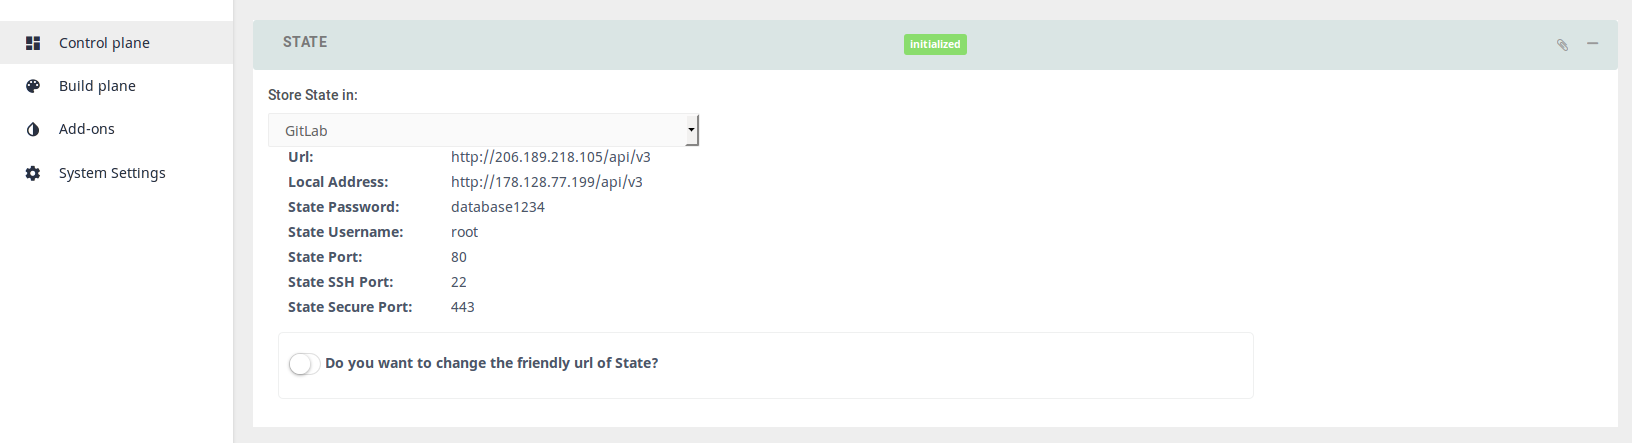 Control plane
Build plane
Add-ons
System Settings
STATE
initialized
Store State in:
GitLab
Url: http://206.189.218.105/api/v3
Local Address: http://178.128.77.199/api/v3
State Password: database1234
State Username: root
State Port: 80
State SSH Port: 22
State Secure Port: 443
Do you want to change the friendly url of State?